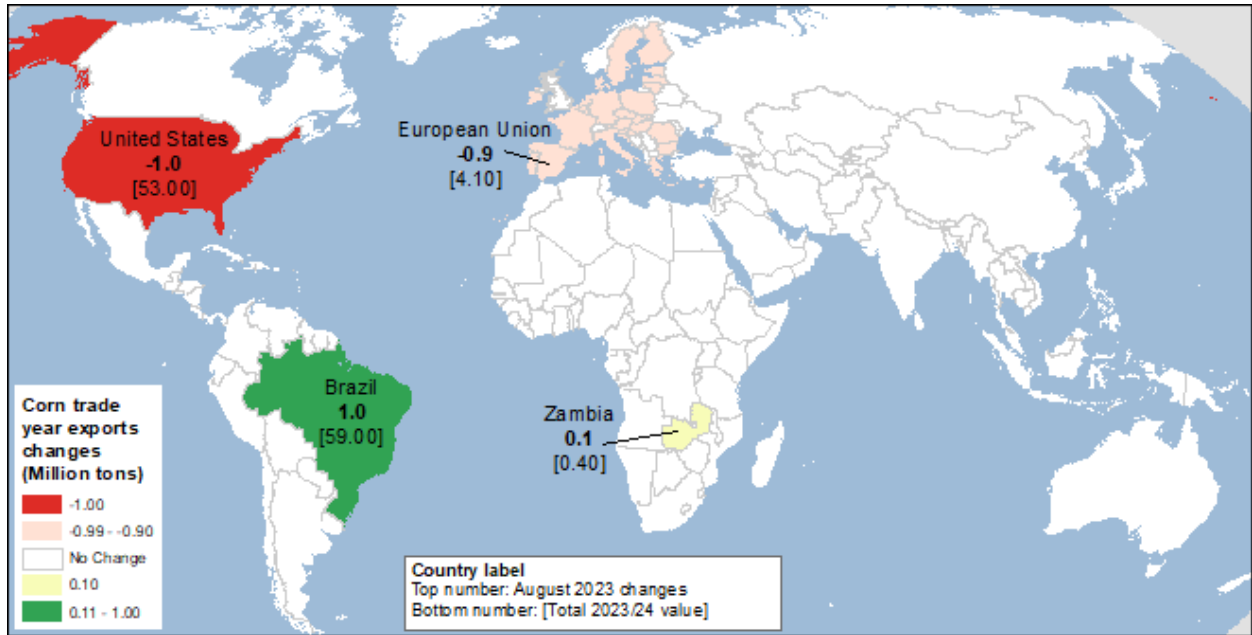 United States
-1.0
[53.00]
European Union
-0.9
[4.10]
Brazil
1.0
[59.00]
Zambia
0.1
[0.40]
Corn trade
year exports
changes
(Million tons)
-1.00
-0.99 - -0.90
No Change
0.10
0.11 - 1.00
Country label
Top number: August 2023 changes
Bottom number: [Total 2023/24 value]